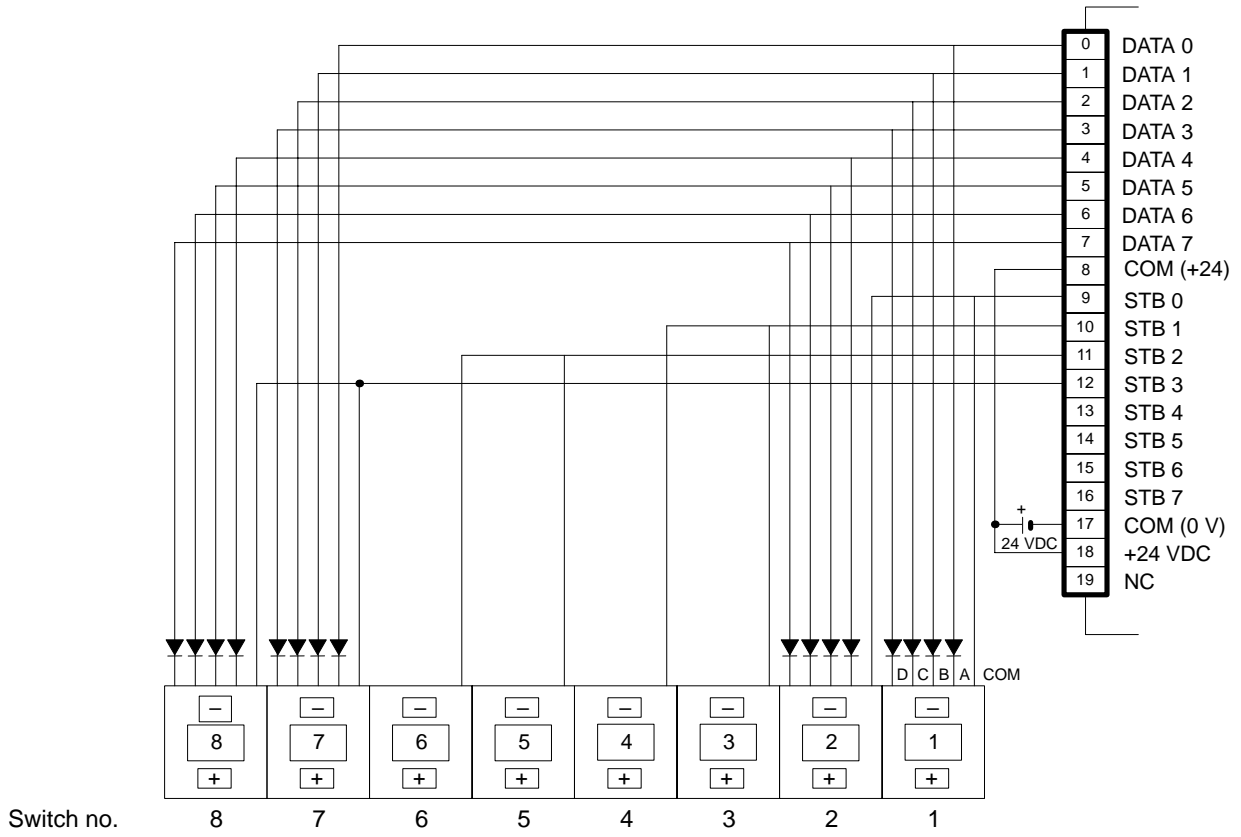 0 DATA 0
1 DATA 1
2 DATA 2
3 DATA 3
4 DATA 4
5 DATA 5
6 DATA 6
7 DATA 7
8 COM (+24)
9 STB 0
10 STB 1
11 STB 2
12 STB 3
13 STB 4
14 STB 5
15 STB 6
16 STB 7
+
17 COM (0 V)
24 VDC
18 +24 VDC
19 NC
D C B A COM
– – – – – – – –
8 7 6 5 4 3 2 1
+ + + + + + + +
Switch no. 8 7 6 5 4 3 2 1